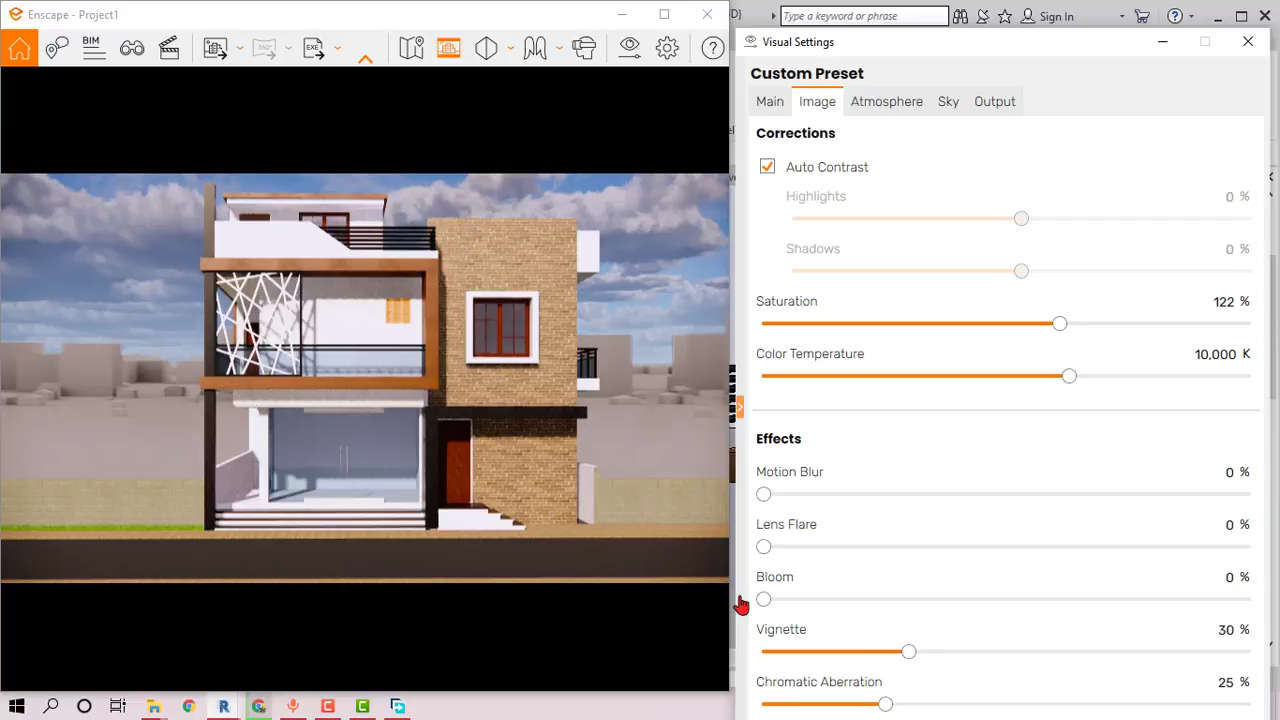 Enscape - Project1
BIM
360°
EXE
?
D}
Type a keyword or phrase
Sign In
?
Visual Settings
Custom Preset
Main
Image
Atmosphere
Sky
Output
Corrections
Auto Contrast
Highlights
0 %
Shadows
0 %
Saturation
122 %
Color Temperature
10,000 K
Effects
Motion Blur
0 %
Lens Flare
0 %
Bloom
0 %
Vignette
30 %
Chromatic Aberration
25 %